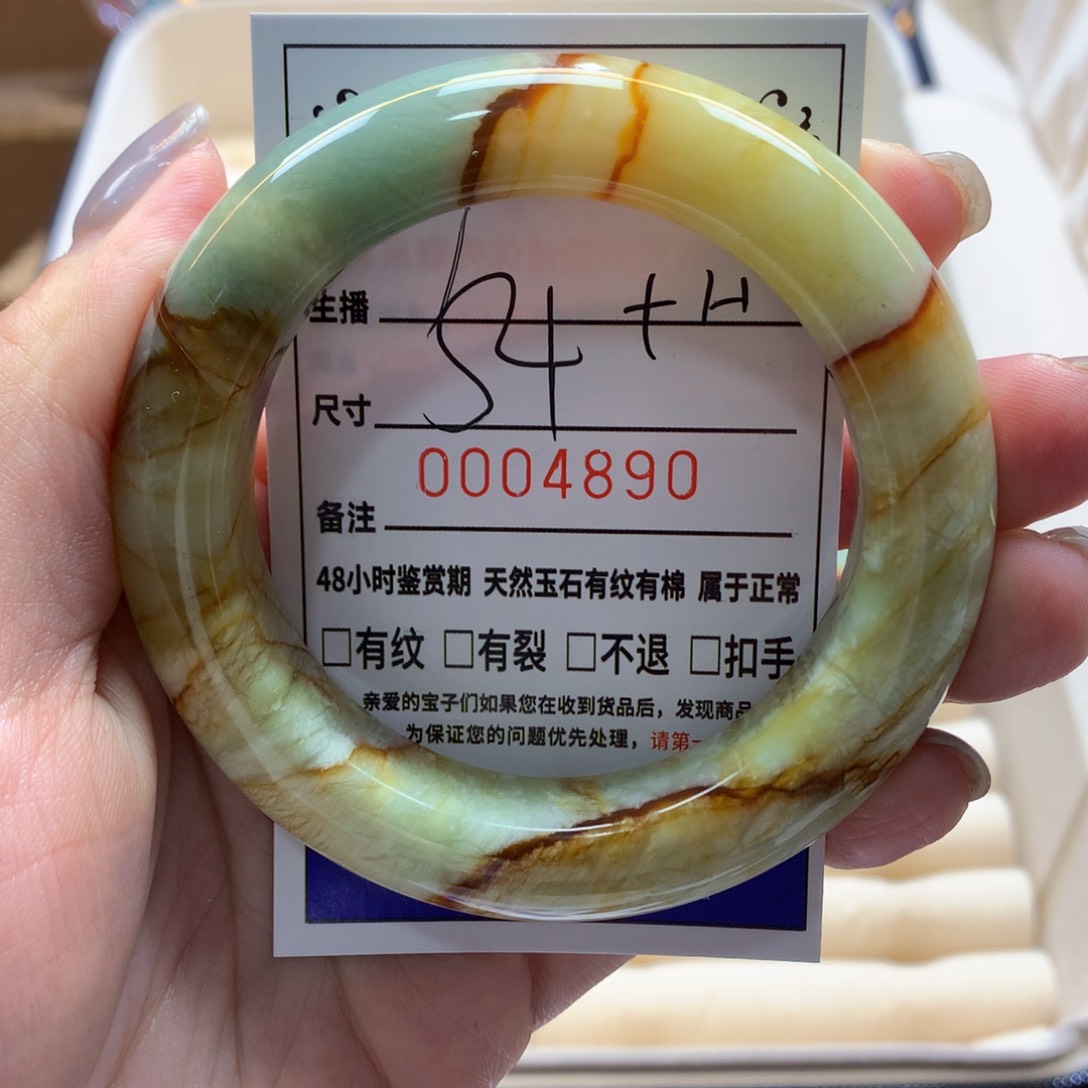 主播
54 + H
尺寸
0004890
备注
48小时鉴赏期 天然玉石有纹有棉 属于正常
□有纹 □有裂 □不退 □扣手
亲爱的宝子们如果您在收到货品后，发现商品
为保证您的问题优先处理，请第一